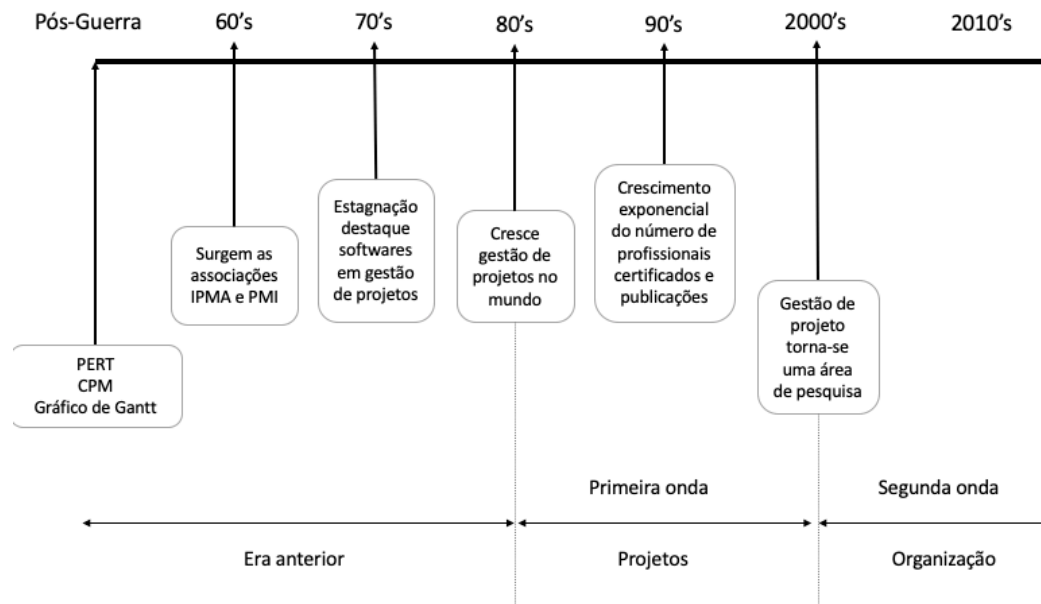 Pós-Guerra 60's 70's 80's 90's 2000's 2010's
PERT
CPM
Gráfico de Gantt
Surgem as
associações
IPMA e PMI
Estagnação
destaque
softwares
em gestão
de projetos
Cresce
gestão de
projetos no
mundo
Crescimento
exponencial
do número de
profissionais
certificados e
publicações
Gestão de
projeto
torna-se
uma área
de pesquisa
Primeira onda
Segunda onda
Era anterior
Projetos
Organização